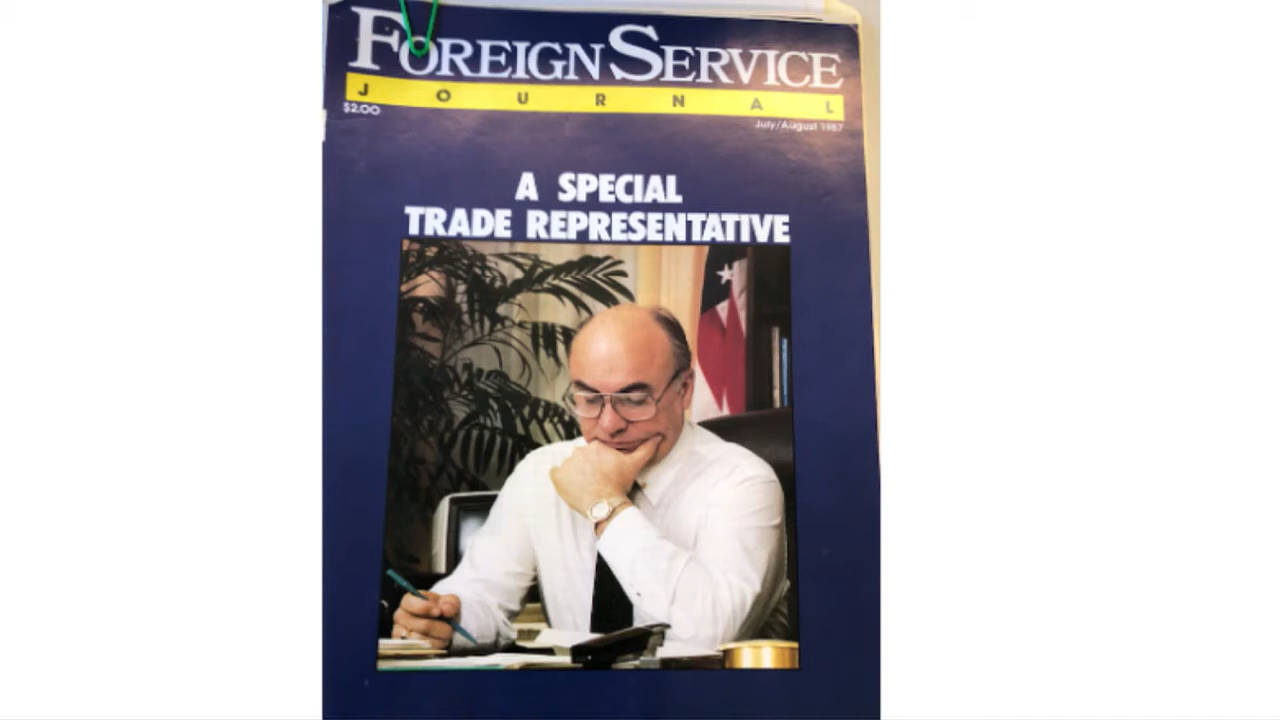 FOREIGN SERVICE
JOURNAL
$2.00
July/August 1987
A SPECIAL
TRADE REPRESENTATIVE